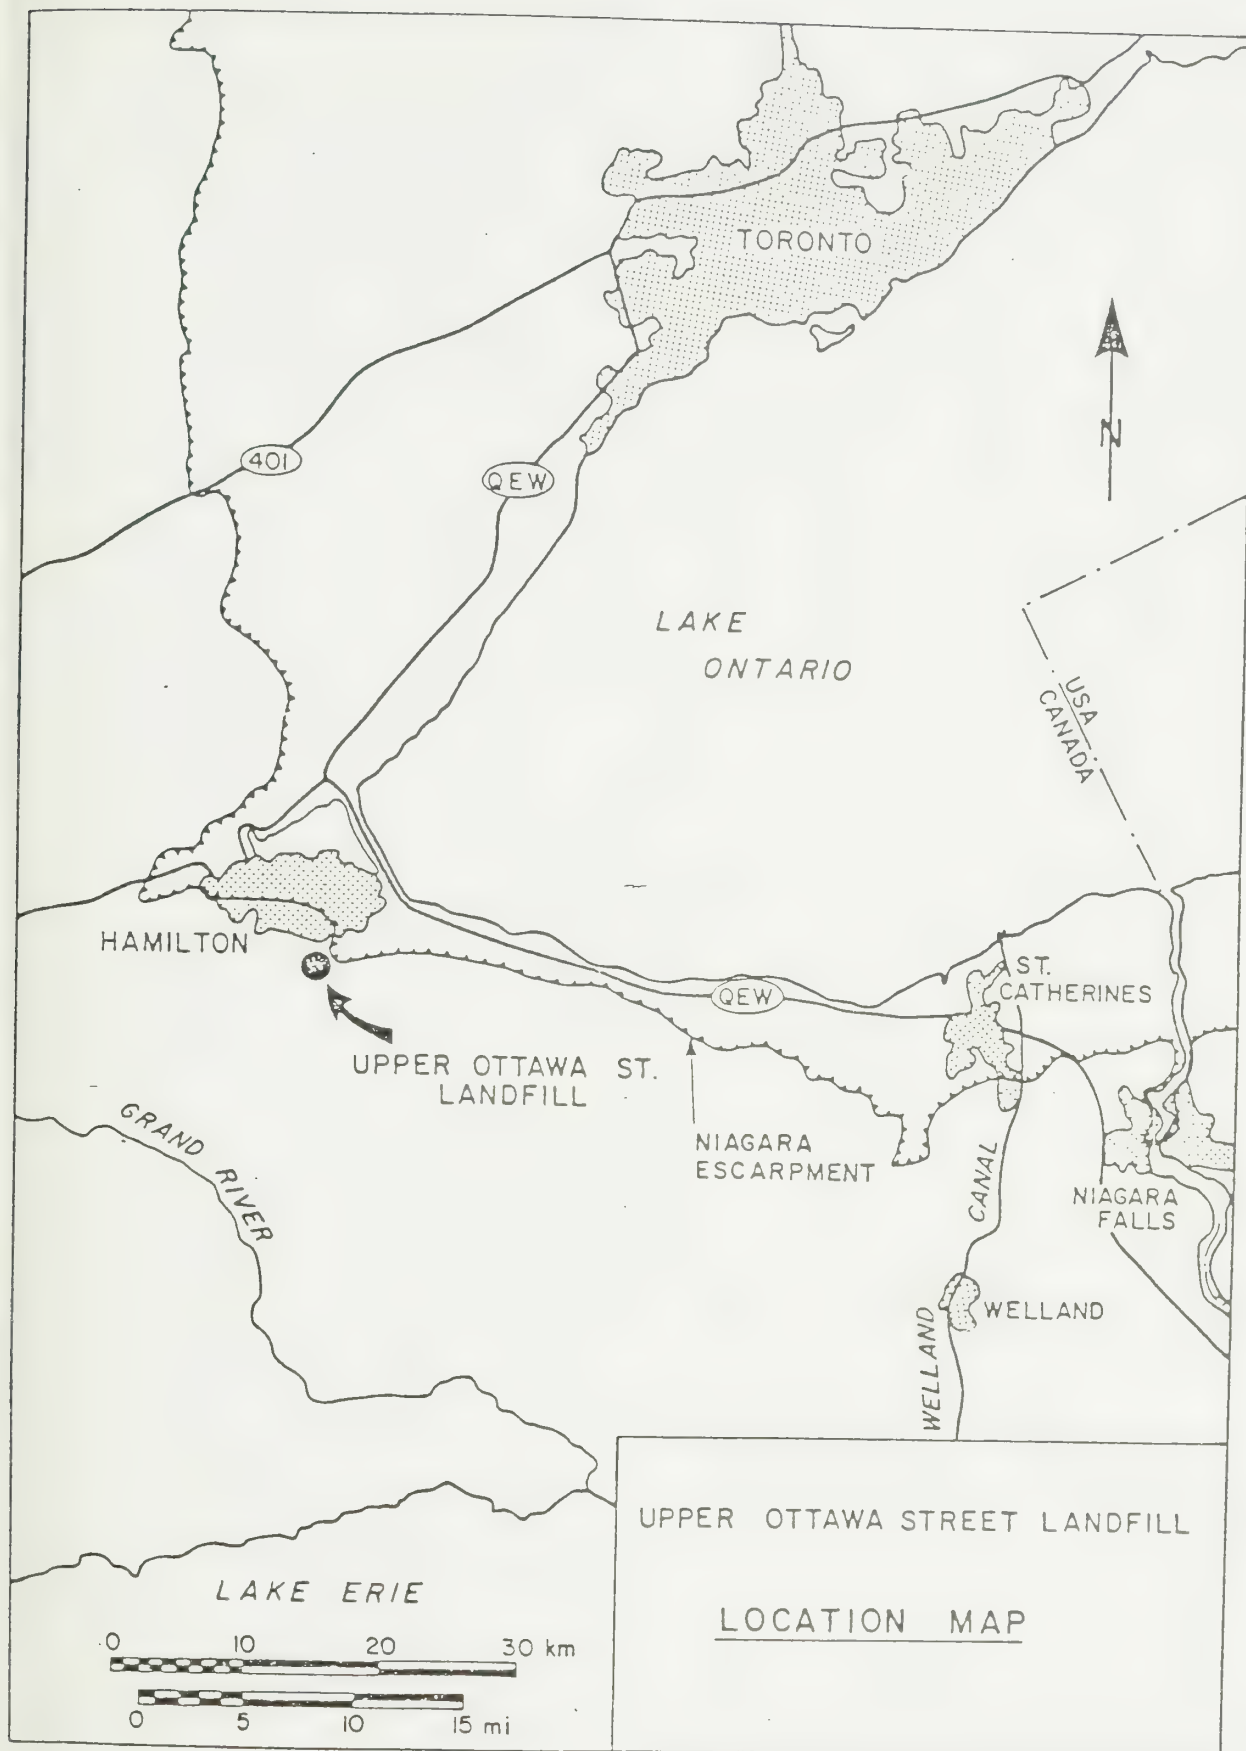 TORONTO
N
401
QEW
LAKE
ONTARIO
USA
CANADA
HAMILTON
QEW
ST.
CATHERINES
UPPER OTTAWA ST.
LANDFILL
NIAGARA
ESCARPMENT
GRAND RIVER
NIAGARA
FALLS
WELLAND CANAL
WELLAND
UPPER OTTAWA STREET LANDFILL
LOCATION MAP
LAKE ERIE
0 10 20 30 km
0 5 10 15 mi